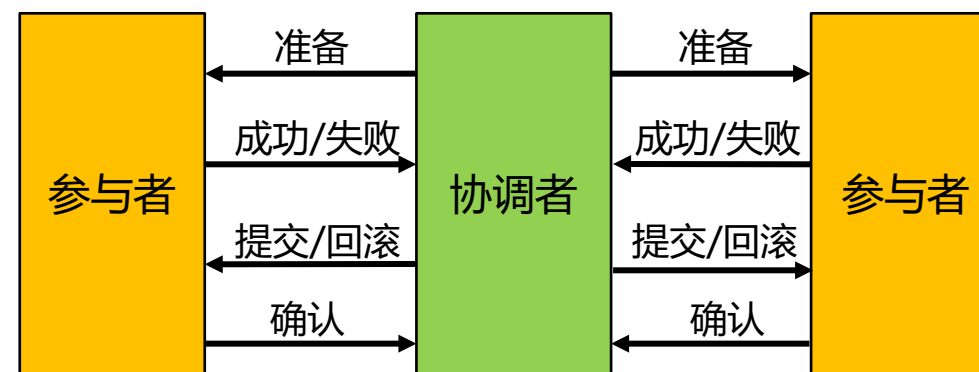 准备
准备
成功/失败
成功/失败
参与者
协调者
参与者
提交/回滚
提交/回滚
确认
确认